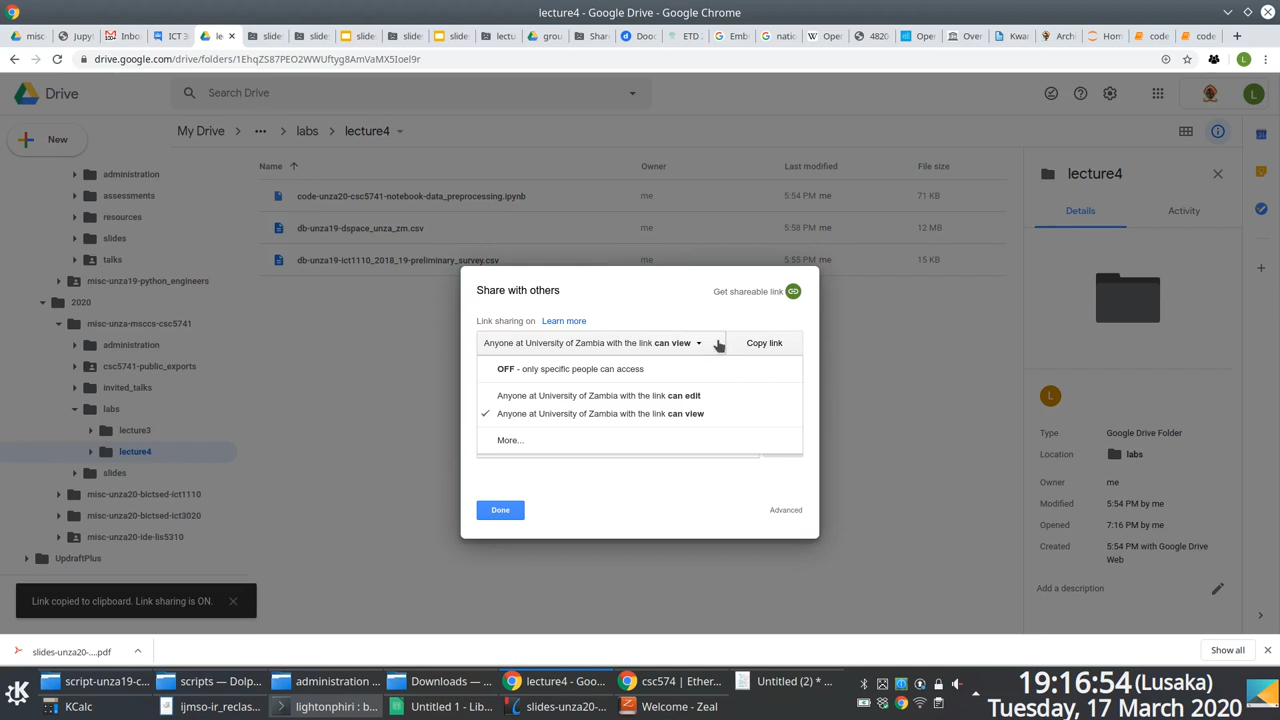 lecture4 - Google Drive - Google Chrome
misc Jupyt Inbo ICT 3 le slide slide slide slide slide lectu grou Share Dooc ETD Emb natio Oper 4820 Oper Over Kwar Archi Hom code code
drive.google.com/drive/folders/1EhqZS87PEO2WWUftyg8AmVaMX5Ioel9r L
Drive Search Drive L
New My Drive ••• labs lecture4
Name Owner Last modified File size
administration
assessments
resources
slides
talks
misc-unza19-python_engineers
2020
misc-unza-msccs-csc5741
administration
csc5741-public_exports
invited_talks
labs
lecture3
lecture4
slides
misc-unza20-bictsed-ict1110
misc-unza20-bictsed-ict3020
misc-unza20-ide-lis5310
UpdraftPlus
code-unza20-csc5741-notebook-data_preprocessing.ipynb me 5:54 PM me 71 KB
db-unza19-dspace_unza_zm.csv me 5:58 PM me 12 MB
db-unza19-ict1110_2018_19-preliminary_survey.csv me 5:55 PM me 15 KB
Share with others Get shareable link
Link sharing on Learn more
Anyone at University of Zambia with the link can view Copy link
OFF - only specific people can access
Anyone at University of Zambia with the link can edit
Anyone at University of Zambia with the link can view
More...
Done Advanced
lecture4
Details Activity
L
Type Google Drive Folder
Location labs
Owner me
Modified 5:54 PM by me
Opened 7:16 PM by me
Created 5:54 PM with Google Drive
Web
Add a description
Link copied to clipboard. Link sharing is ON.
slides-unza20-....pdf Show all
script-unza19-c... scripts — Dolp... administration ... Downloads — ... lecture4 - Goo... csc574 | Ether... Untitled (2) * ...
KCalc ijmso-ir_reclas... lightonphiri : b... Untitled 1 - Lib... slides-unza20-... Welcome - Zeal
19:16:54 (Lusaka)
Tuesday, 17 March 2020